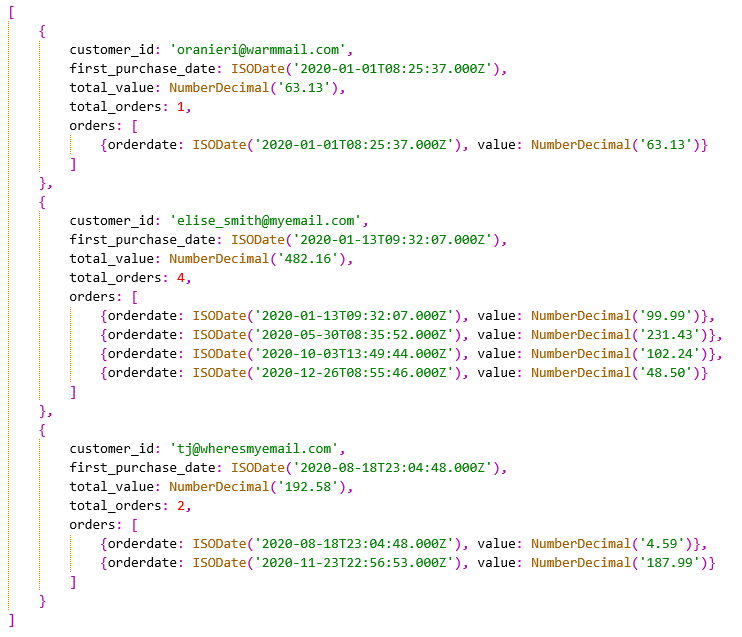 [
    {
        customer_id: 'oranieri@warmmail.com',
        first_purchase_date: ISODate('2020-01-01T08:25:37.000Z'),
        total_value: NumberDecimal('63.13'),
        total_orders: 1,
        orders: [
            {orderdate: ISODate('2020-01-01T08:25:37.000Z'), value: NumberDecimal('63.13')}
        ]
    },
    {
        customer_id: 'elise_smith@myemail.com',
        first_purchase_date: ISODate('2020-01-13T09:32:07.000Z'),
        total_value: NumberDecimal('482.16'),
        total_orders: 4,
        orders: [
            {orderdate: ISODate('2020-01-13T09:32:07.000Z'), value: NumberDecimal('99.99')},
            {orderdate: ISODate('2020-05-30T08:35:52.000Z'), value: NumberDecimal('231.43')},
            {orderdate: ISODate('2020-10-03T13:49:44.000Z'), value: NumberDecimal('102.24')},
            {orderdate: ISODate('2020-12-26T08:55:46.000Z'), value: NumberDecimal('48.50')}
        ]
    },
    {
        customer_id: 'tj@wheresmyemail.com',
        first_purchase_date: ISODate('2020-08-18T23:04:48.000Z'),
        total_value: NumberDecimal('192.58'),
        total_orders: 2,
        orders: [
            {orderdate: ISODate('2020-08-18T23:04:48.000Z'), value: NumberDecimal('4.59')},
            {orderdate: ISODate('2020-11-23T22:56:53.000Z'), value: NumberDecimal('187.99')}
        ]
    }
]